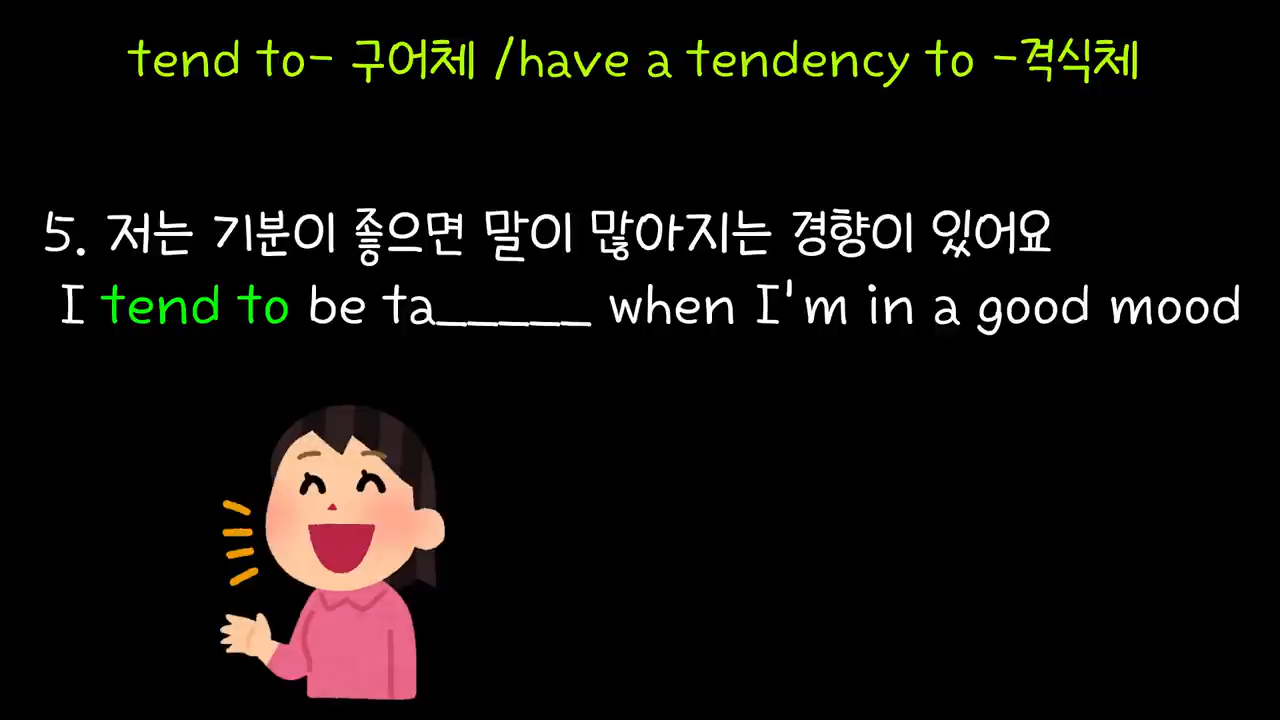 tend to- 구어체 /have a tendency to -격식체
5. 저는 기분이 좋으면 말이 많아지는 경향이 있어요
I tend to be ta_____ when I'm in a good mood